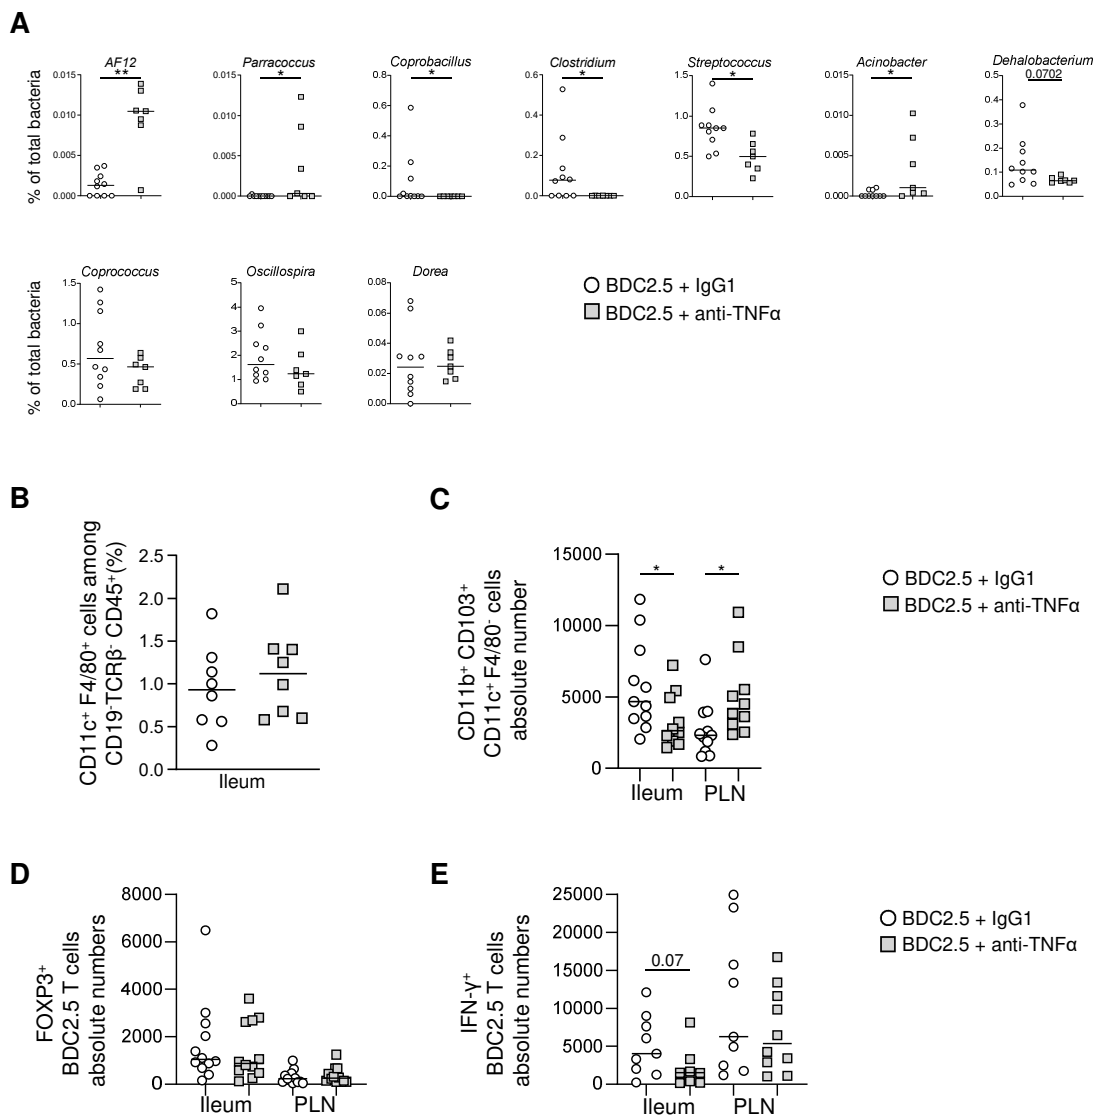 A
AF12
Parracoccus
Coprobacillus
Clostridium
Streptococcus
Acinobacter
Dehalobacterium
** * * * * * 0.0702
% of total bacteria
0.015
0.010
0.005
0.000
0.015
0.010
0.005
0.000
0.8
0.6
0.4
0.2
0.0
0.6
0.4
0.2
0.0
1.5
1.0
0.5
0.0
0.015
0.010
0.005
0.000
0.5
0.4
0.3
0.2
0.1
0.0
Coprococcus
Oscillospira
Dorea
% of total bacteria
1.5
1.0
0.5
0.0
5
4
3
2
1
0
0.08
0.06
0.04
0.02
0.00
BDC2.5 + IgG1
BDC2.5 + anti-TNFα
B
CD11c⁺ F4/80⁺ cells among
CD19⁻TCRβ⁻ CD45⁺(%)
2.5
2.0
1.5
1.0
0.5
0.0
Ileum
C
CD11b⁺ CD103⁺
CD11c⁺ F4/80⁻ cells
absolute number
15000
10000
5000
0
* *
Ileum PLN
BDC2.5 + IgG1
BDC2.5 + anti-TNFα
D
FOXP3⁺
BDC2.5 T cells
absolute numbers
8000
6000
4000
2000
0
Ileum PLN
E
IFN-γ⁺
BDC2.5 T cells
absolute numbers
25000
20000
15000
10000
5000
0
0.07
Ileum PLN
BDC2.5 + IgG1
BDC2.5 + anti-TNFα